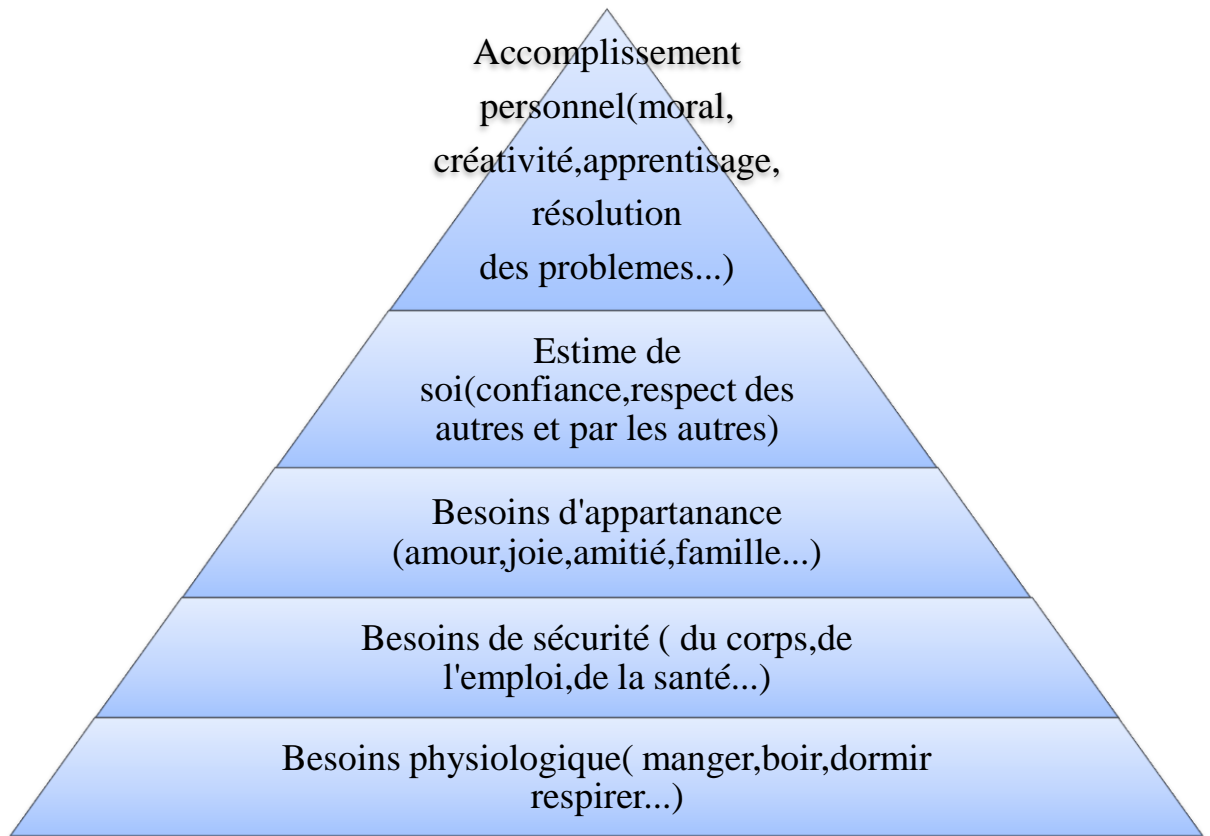 Accomplissement
personnel(moral,
créativité,apprentisage,
résolution
des problemes...)
Estime de
soi(confiance,respect des
autres et par les autres)
Besoins d'appartanance
(amour,joie,amitié,famille...)
Besoins de sécurité ( du corps,de
l'emploi,de la santé...)
Besoins physiologique( manger,boir,dormir
respirer...)